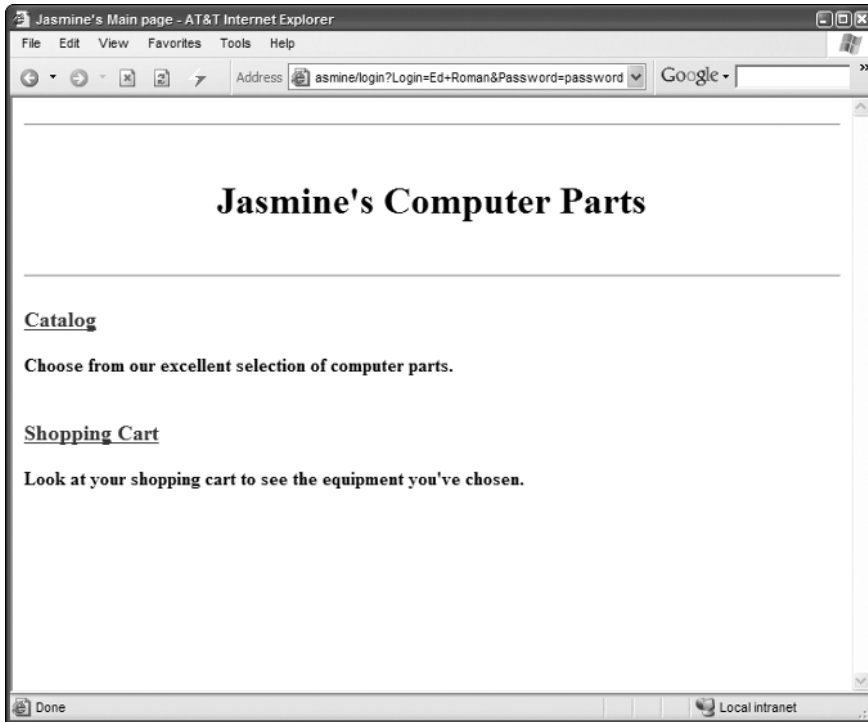 Jasmine's Main page - AT&T Internet Explorer
File Edit View Favorites Tools Help
Address asmine/login?Login=Ed+Roman&Password=password Google
Jasmine's Computer Parts
Catalog
Choose from our excellent selection of computer parts.
Shopping Cart
Look at your shopping cart to see the equipment you've chosen.
Done Local intranet